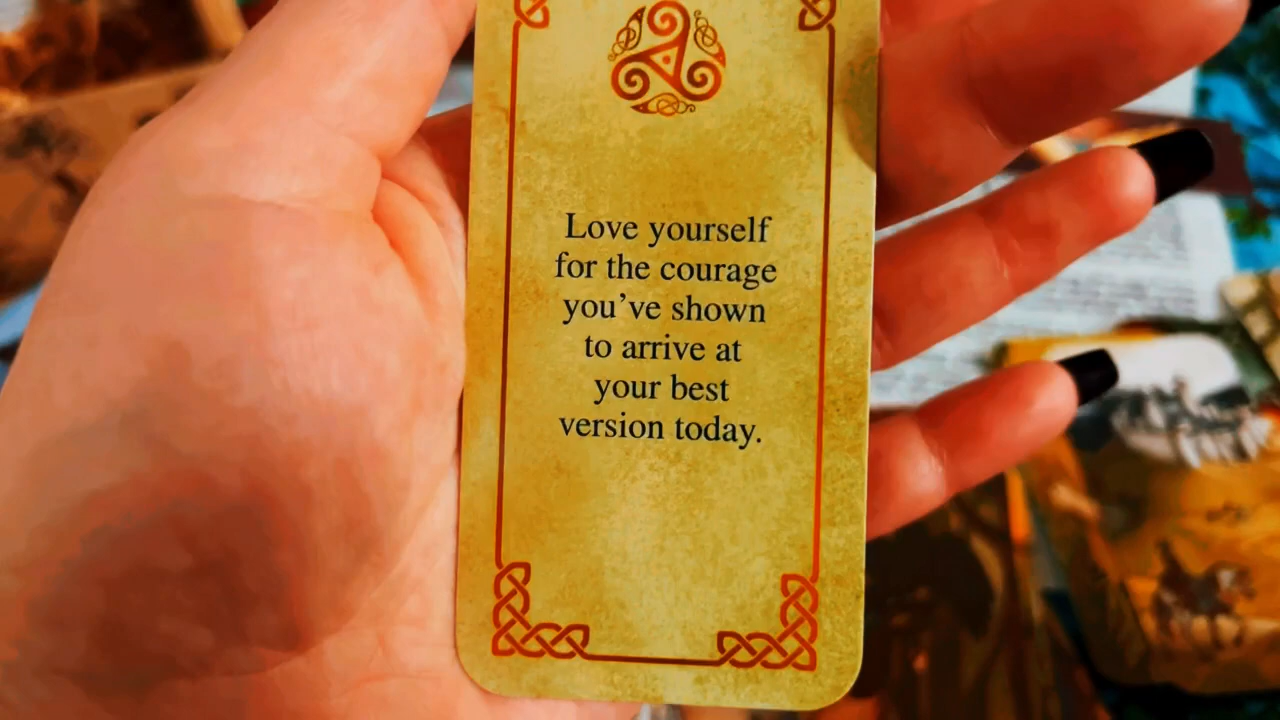 Love yourself
for the courage
you’ve shown
to arrive at
your best
version today.